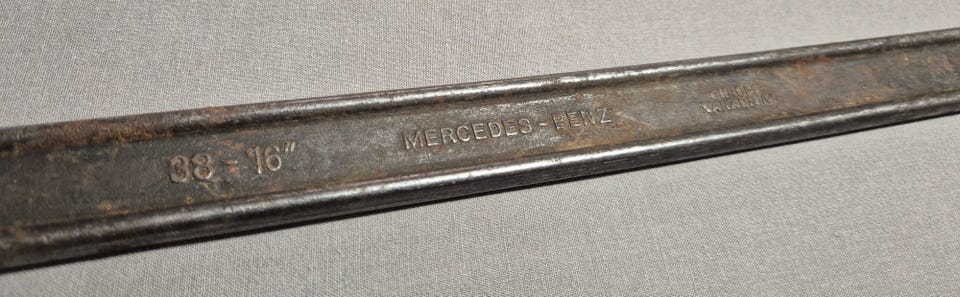 38 - 16"
MERCEDES-BENZ